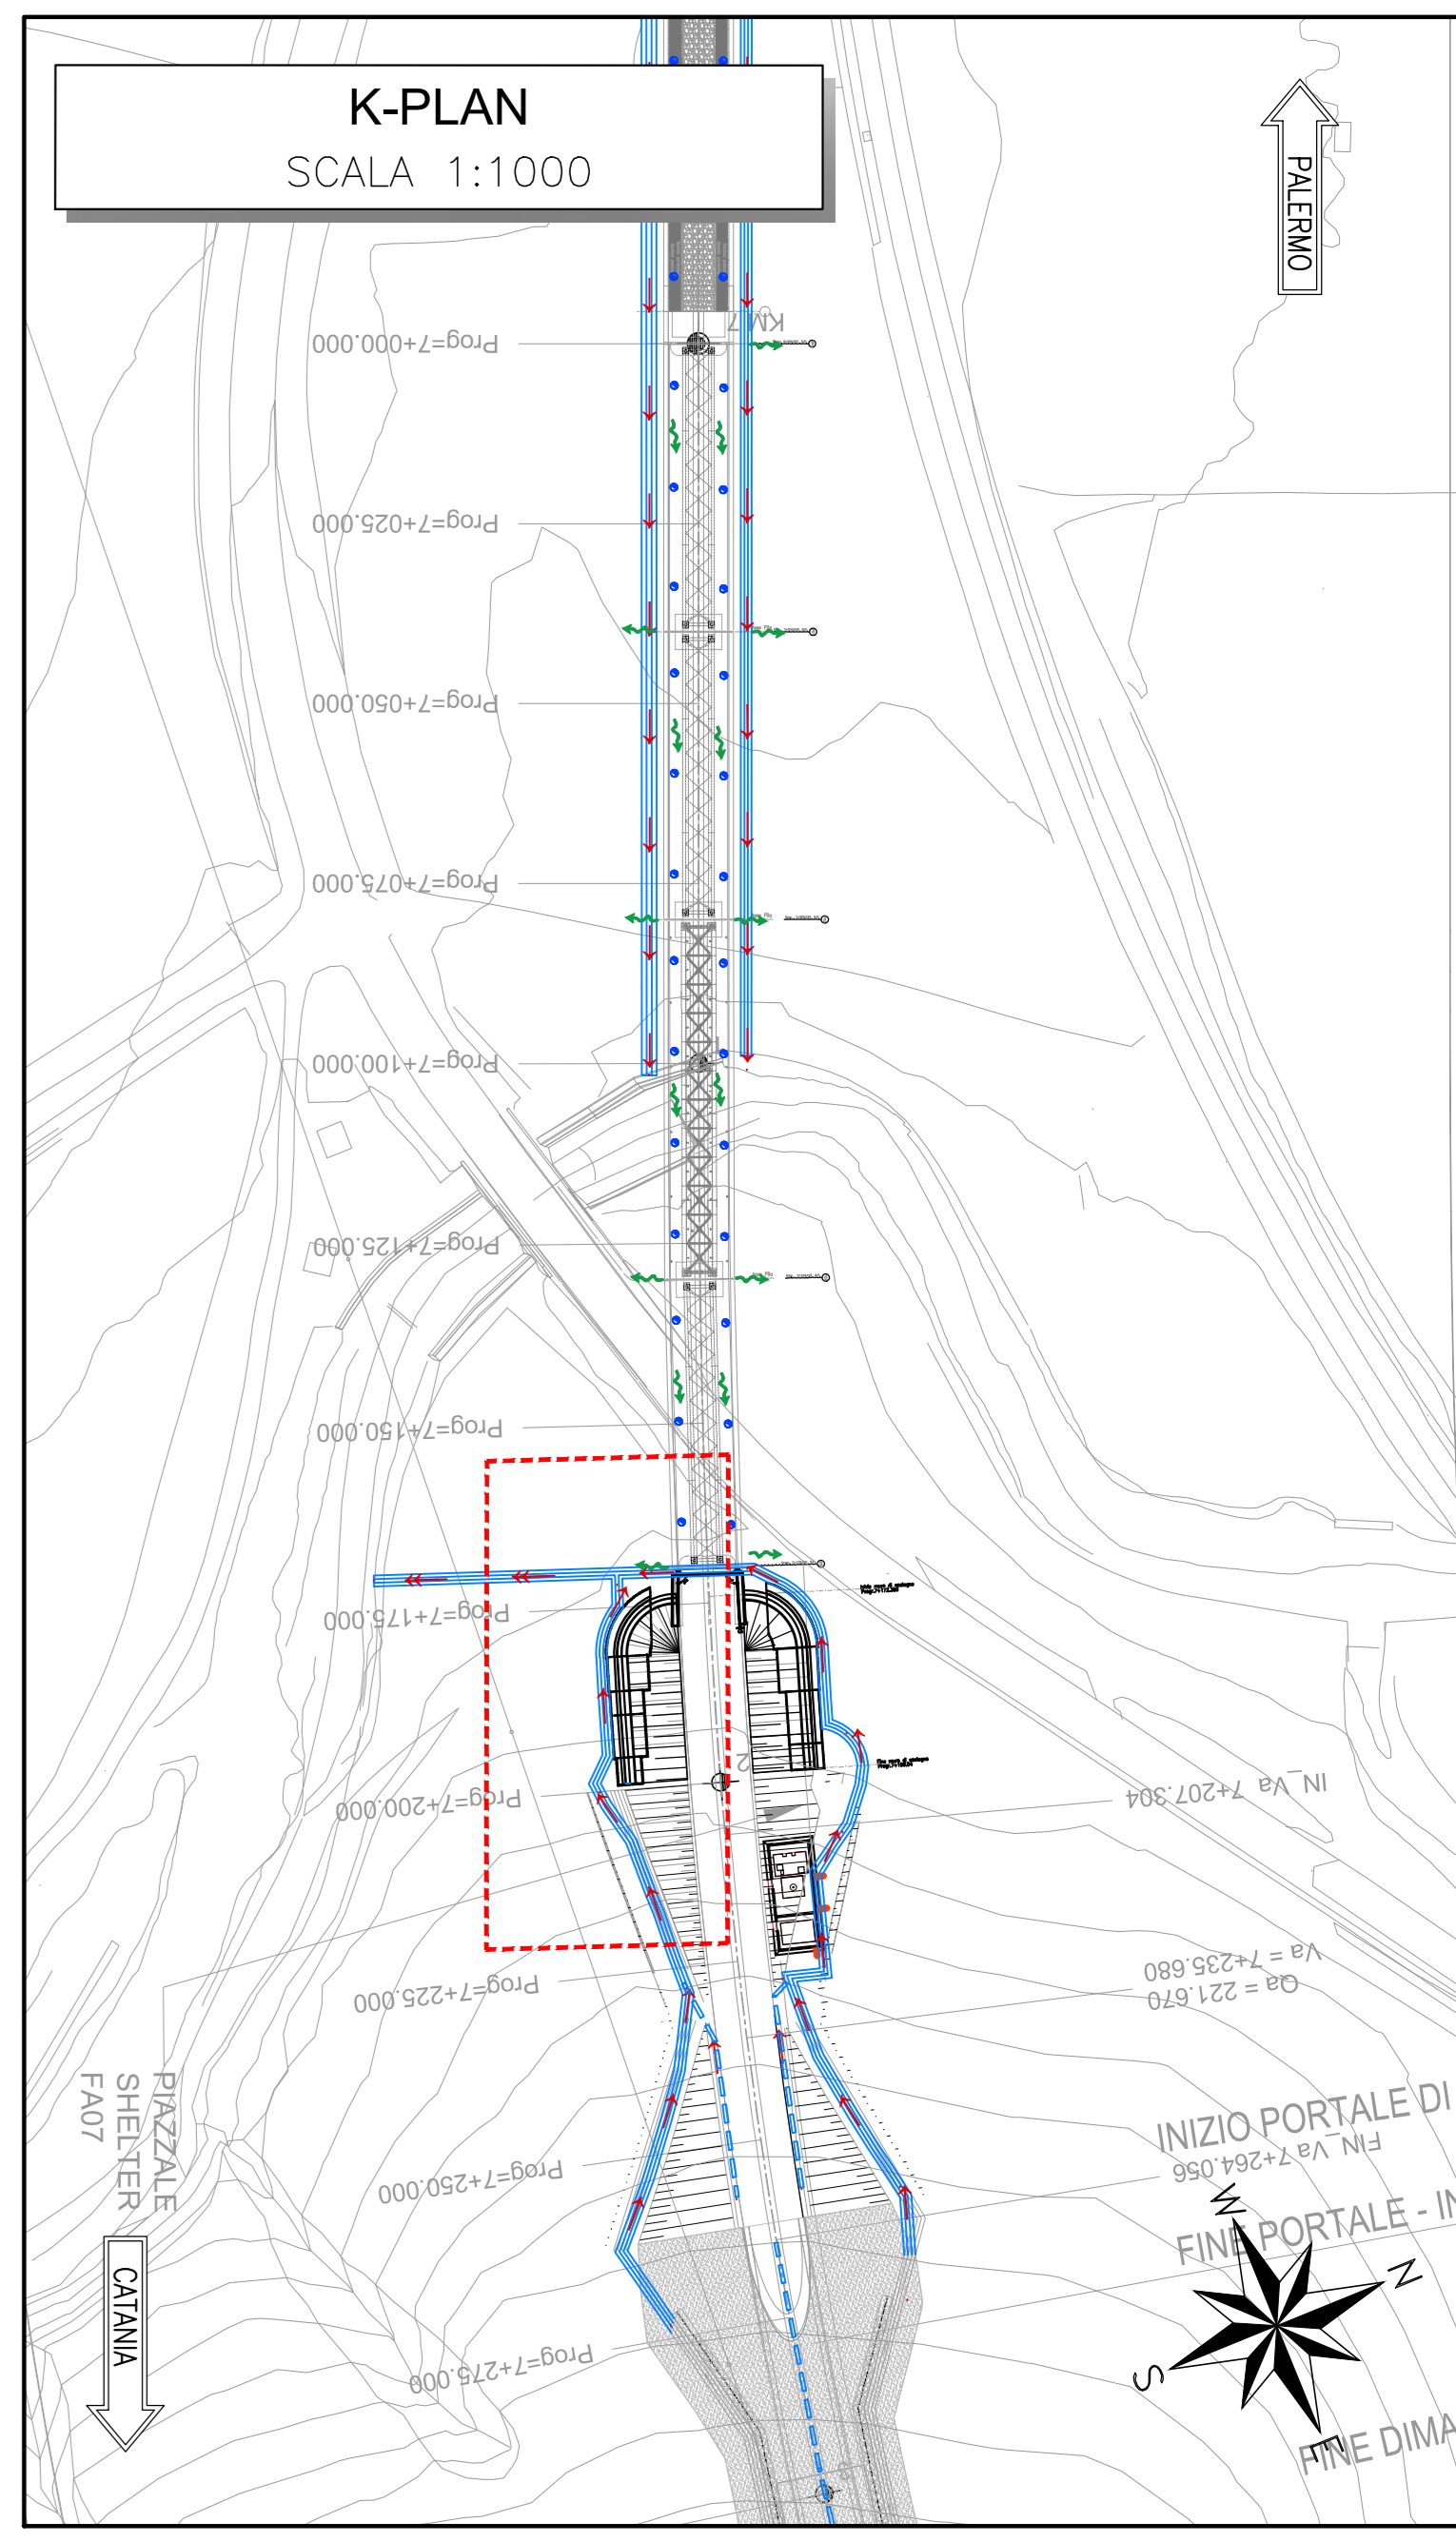 K-PLAN
SCALA 1:1000
PALERMO
KM 7
Prog=7+000.000
Prog=7+025.000
Prog=7+050.000
Prog=7+075.000
Prog=7+100.000
Prog=7+125.000
Prog=7+150.000
Prog=7+175.000
2
Prog=7+200.000
IN_Va 7+207.304
Prog=7+225.000
Va = 7+235.680
Qa = 221.670
PIAZZALE
SHELTER
FA07
Prog=7+250.000
INIZIO PORTALE DI
FIN_Va 7+264.056
FINE PORTALE - IN
W
N
S
E
CATANIA
Prog=7+275.000
FINE DIMA